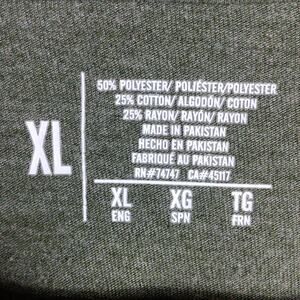 XL
50% POLYESTER/ POLIÉSTER/POLYESTER
25% COTTON/ ALGODÓN/ COTON
25% RAYON/ RAYÓN/ RAYON
MADE IN PAKISTAN
HECHO EN PAKISTAN
FABRIQUÉ AU PAKISTAN
RN#74747 CA#45117
XL XG TG
ENG SPN FRN